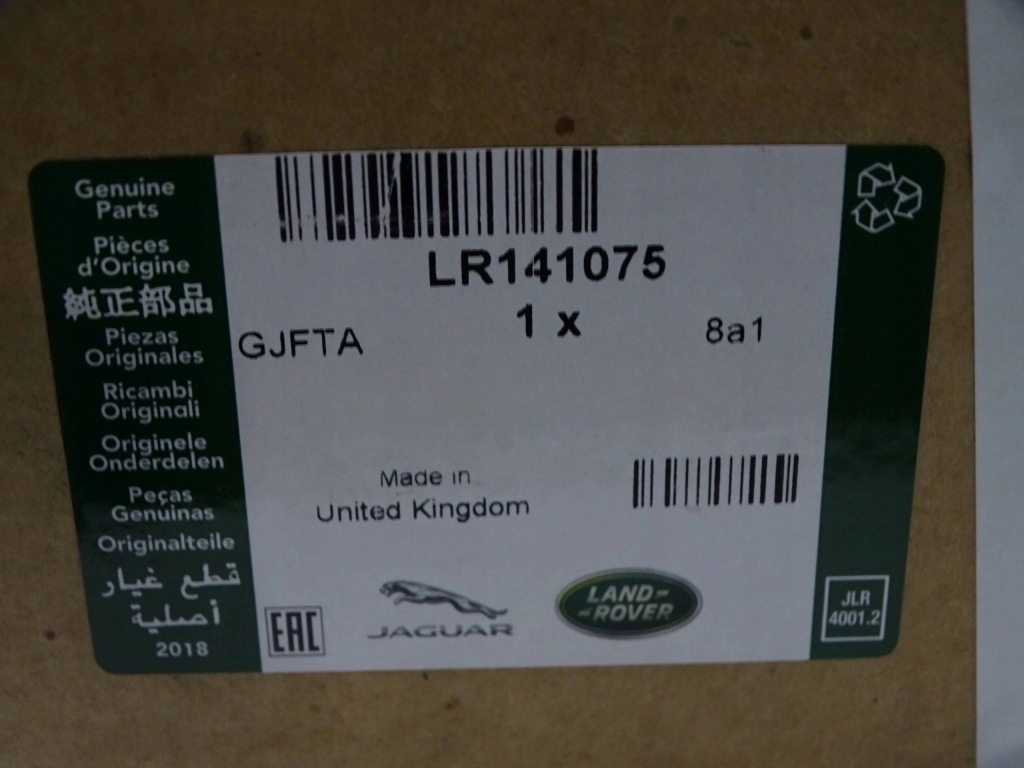 Genuine
Parts
Pièces
d'Origine
純正部品
Piezas
Originales
Ricambi
Originali
Originele
Onderdelen
Peças
Genuínas
Originalteile
قطع غيار
أصلية
2018
LR141075
1 x
GJFTA
8a1
Made in
United Kingdom
EAC
JAGUAR
LAND-
-ROVER
JLR
4001.2